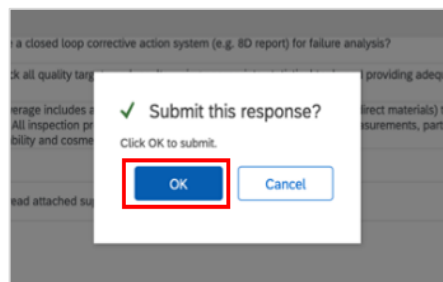 a closed loop corrective action system (e.g. 8D report) for failure analysis?
ck all quality targ
providing adeq
erage includes a
direct materials) t
All inspection pr
asurements, part
bility and cosme
✓ Submit this response?
Click OK to submit.
OK
Cancel
ead attached sup